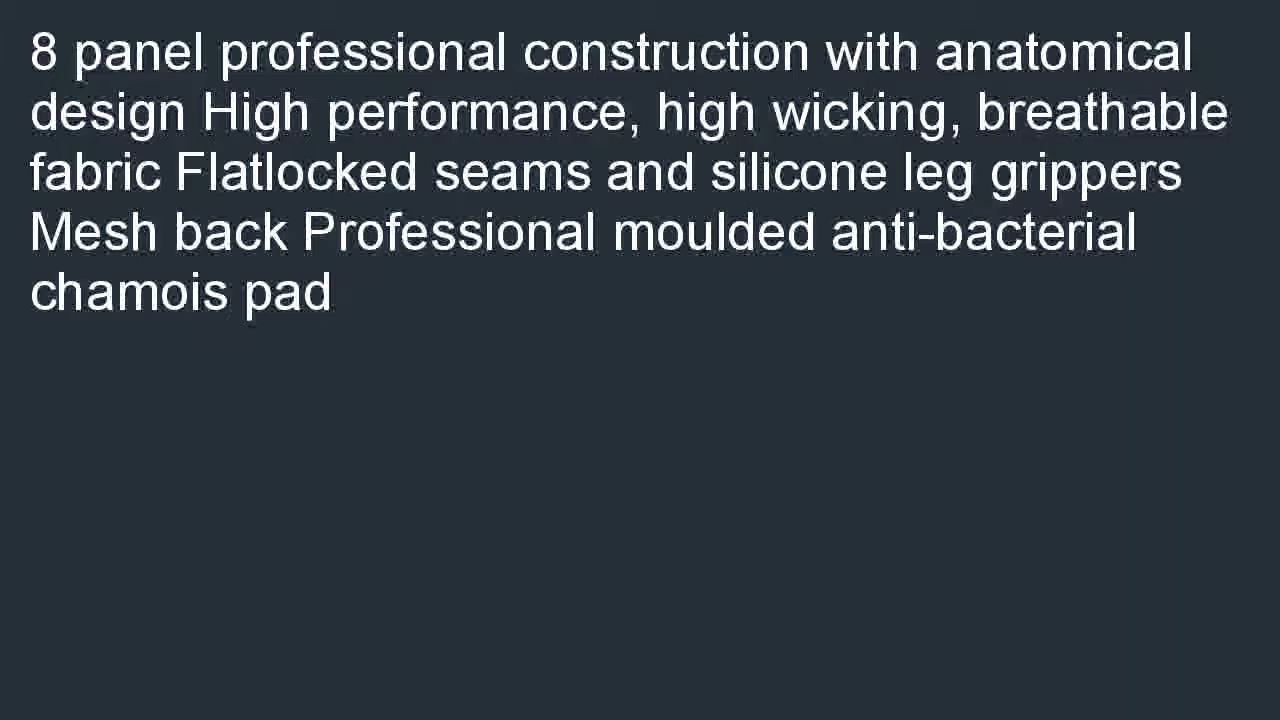 8 panel professional construction with anatomical
design High performance, high wicking, breathable
fabric Flatlocked seams and silicone leg grippers
Mesh back Professional moulded anti-bacterial
chamois pad